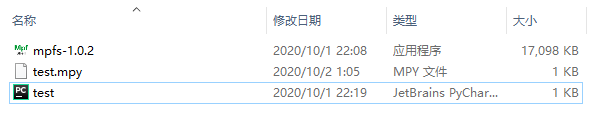 名称 修改日期 类型 大小
Mpf mpfs-1.0.2 2020/10/1 22:08 应用程序 17,098 KB
test.mpy 2020/10/2 1:05 MPY 文件 1 KB
PC test 2020/10/1 22:19 JetBrains PyChar... 1 KB